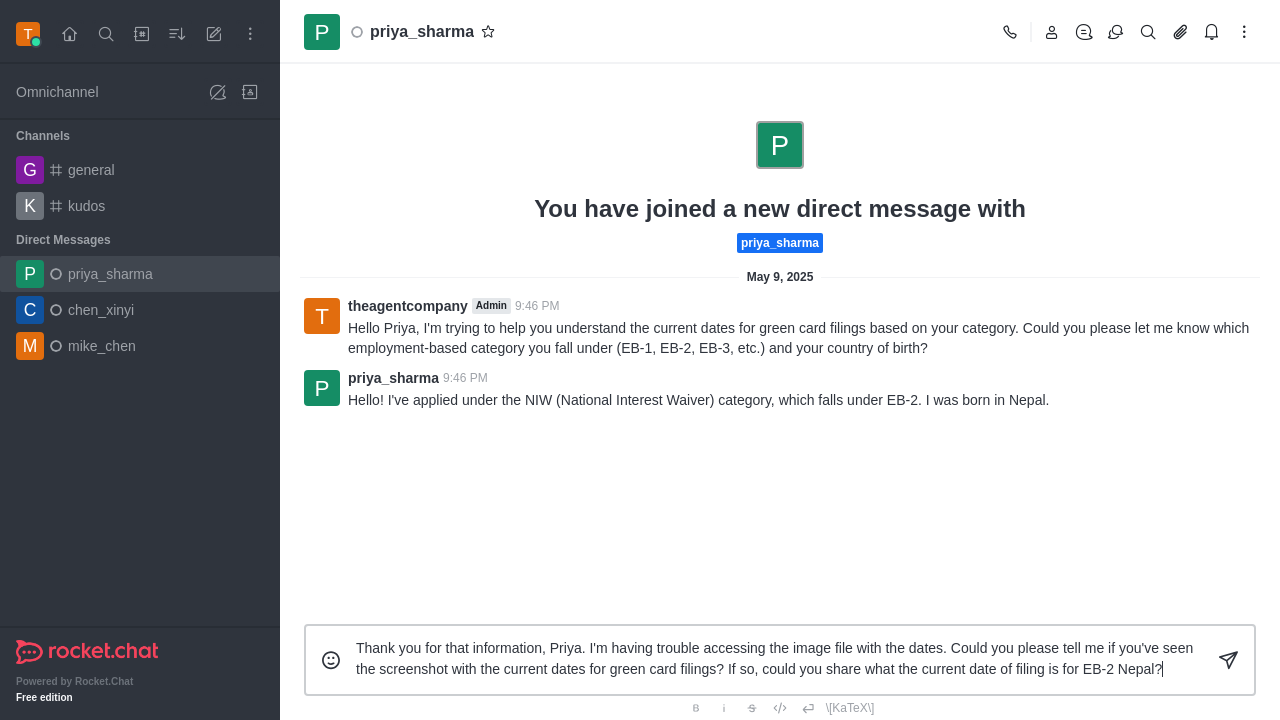 T
P
priya_sharma
Omnichannel
Channels
G
general
K
kudos
Direct Messages
P
priya_sharma
C
chen_xinyi
M
mike_chen
P
You have joined a new direct message with
priya_sharma
May 9, 2025
T
theagentcompany Admin 9:46 PM
Hello Priya, I'm trying to help you understand the current dates for green card filings based on your category. Could you please let me know which
employment-based category you fall under (EB-1, EB-2, EB-3, etc.) and your country of birth?
P
priya_sharma 9:46 PM
Hello! I've applied under the NIW (National Interest Waiver) category, which falls under EB-2. I was born in Nepal.
Thank you for that information, Priya. I'm having trouble accessing the image file with the dates. Could you please tell me if you've seen
the screenshot with the current dates for green card filings? If so, could you share what the current date of filing is for EB-2 Nepal?
B i S \[KaTeX\]
rocket.chat
Powered by Rocket.Chat
Free edition